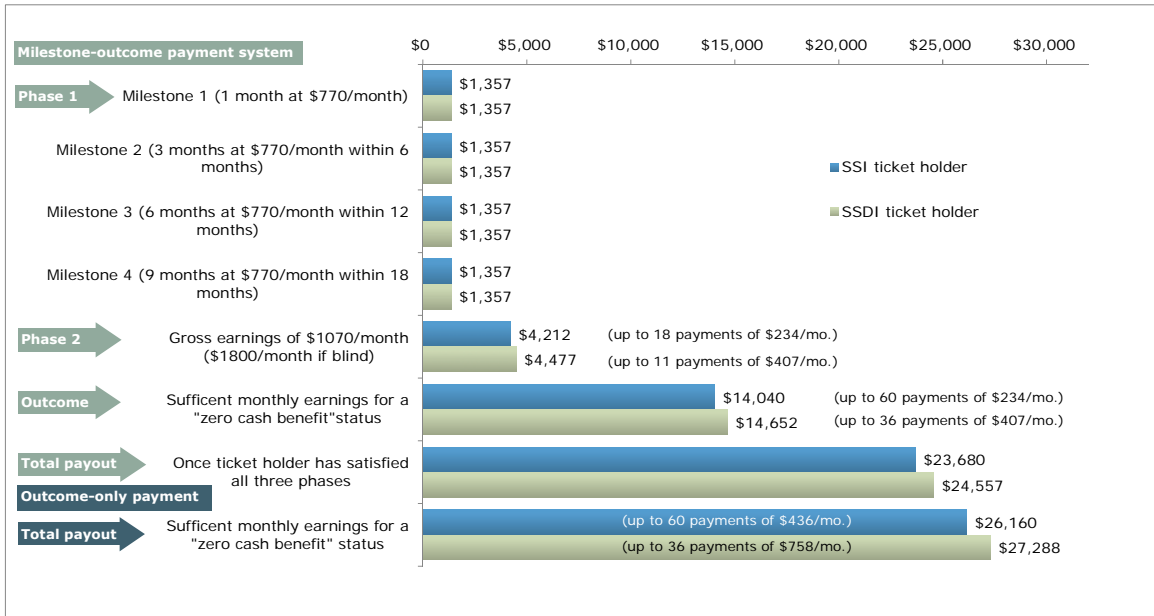 $0 $5,000 $10,000 $15,000 $20,000 $25,000 $30,000
Milestone-outcome payment system
Phase 1
Milestone 1 (1 month at $770/month)
$1,357
$1,357
Milestone 2 (3 months at $770/month within 6
months)
$1,357
$1,357
SSI ticket holder
Milestone 3 (6 months at $770/month within 12
months)
$1,357
$1,357
SSDI ticket holder
Milestone 4 (9 months at $770/month within 18
months)
$1,357
$1,357
Phase 2
Gross earnings of $1070/month
($1800/month if blind)
$4,212 (up to 18 payments of $234/mo.)
$4,477 (up to 11 payments of $407/mo.)
Outcome
Sufficent monthly earnings for a
"zero cash benefit"status
$14,040 (up to 60 payments of $234/mo.)
$14,652 (up to 36 payments of $407/mo.)
Total payout
Once ticket holder has satisfied
all three phases
$23,680
$24,557
Outcome-only payment
Total payout
Sufficent monthly earnings for a
"zero cash benefit" status
(up to 60 payments of $436/mo.) $26,160
(up to 36 payments of $758/mo.) $27,288